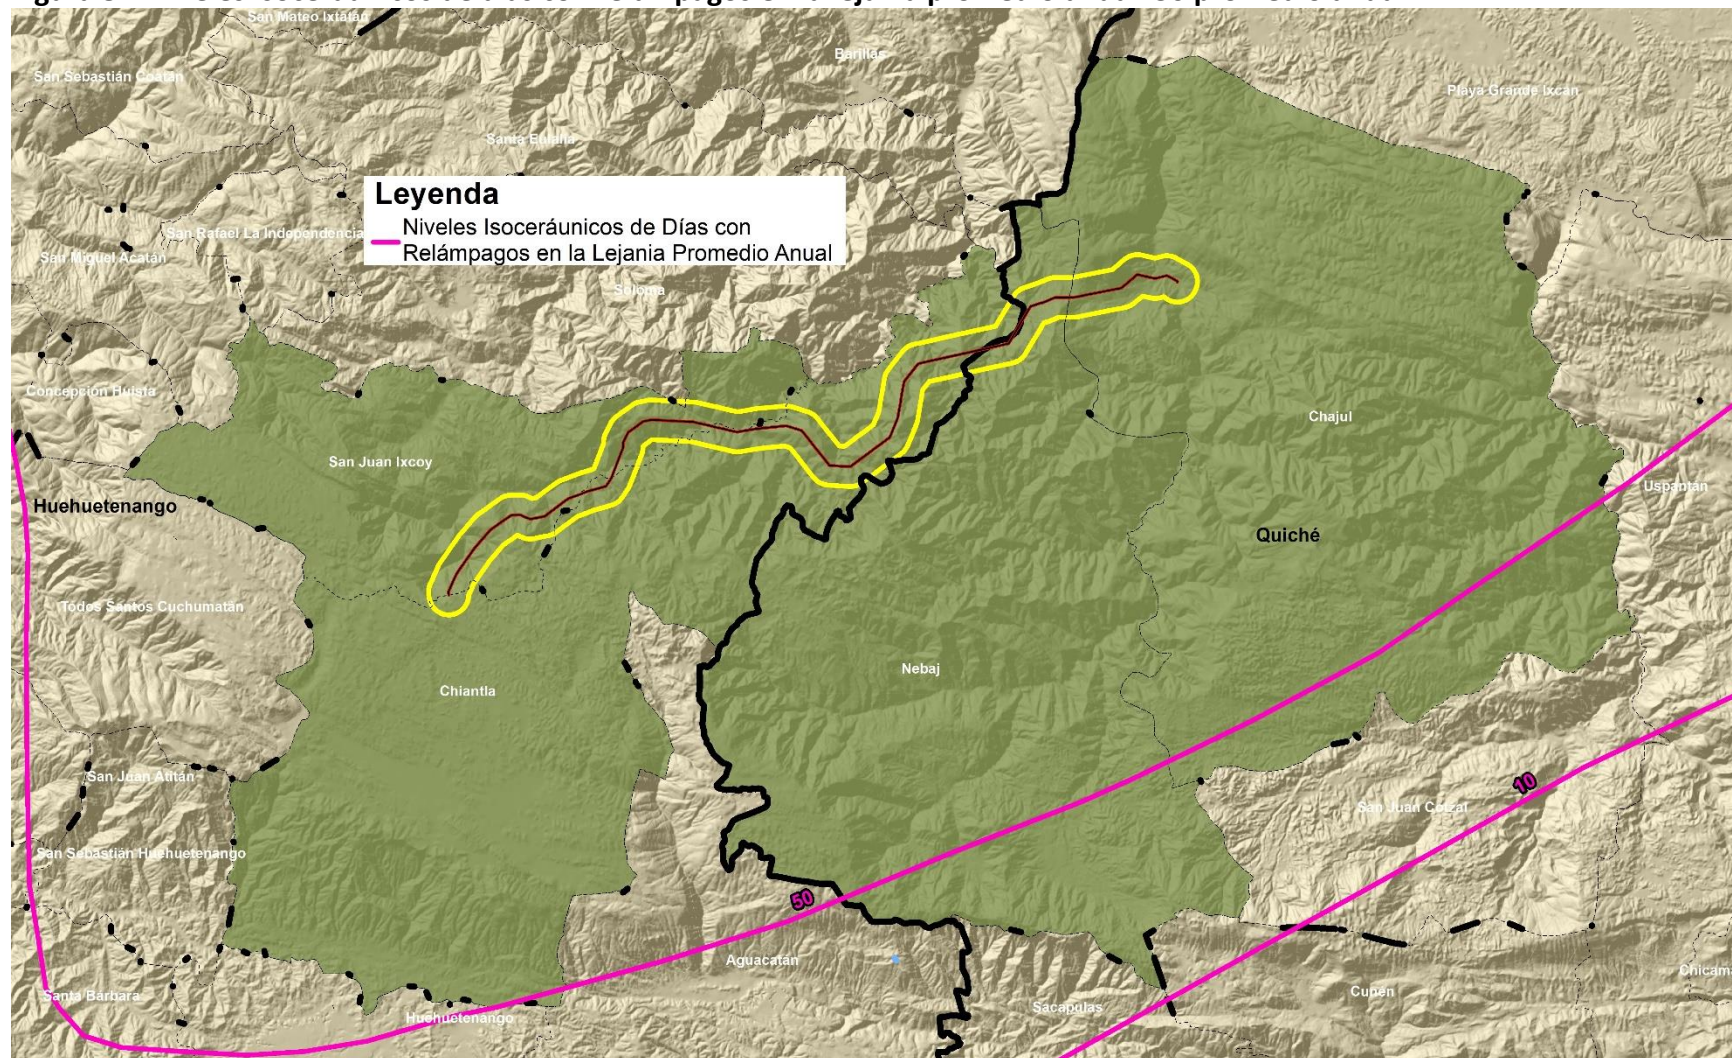 San Mateo Ixtatán
Barillas
San Sebastián Coatán
Playa Grande Ixcán
Santa Eulalia
Leyenda
Niveles Isoceráunicos de Días con
Relámpagos en la Lejania Promedio Anual
San Rafael La Independencia
San Miguel Acatán
Soloma
Concepción Huista
Chajul
San Juan Ixcoy
Uspantán
Huehuetenango
Quiché
Todos Santos Cuchumatán
Nebaj
Chiantla
San Juan Atitán
10
San Juan Cotzal
San Sebastián Huehuetenango
50
Aguacatán
Chicam
Santa Bárbara
Cunén
Sacapulas
Huehuetenango